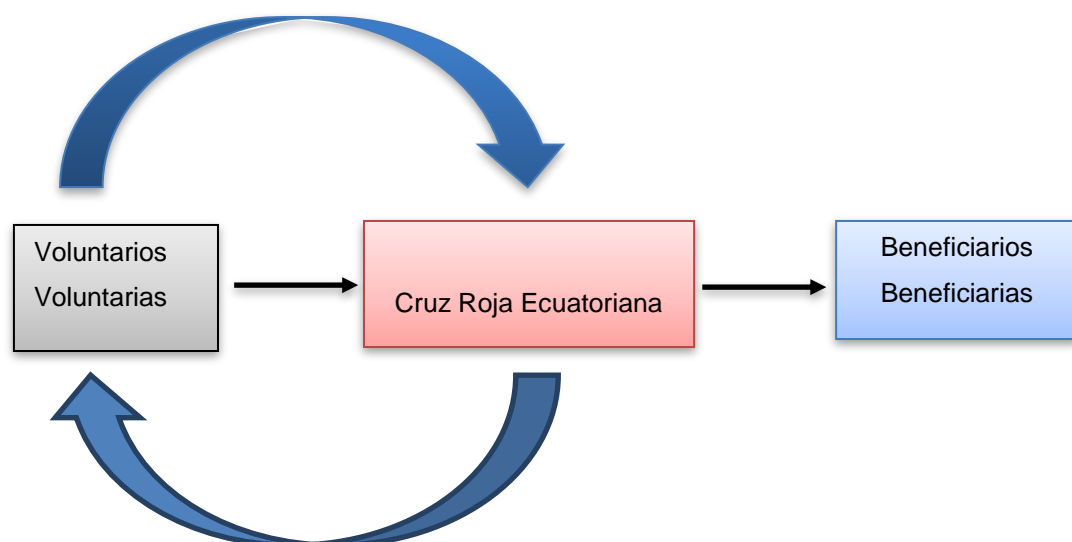 Voluntarios
Voluntarias
Cruz Roja Ecuatoriana
Beneficiarios
Beneficiarias